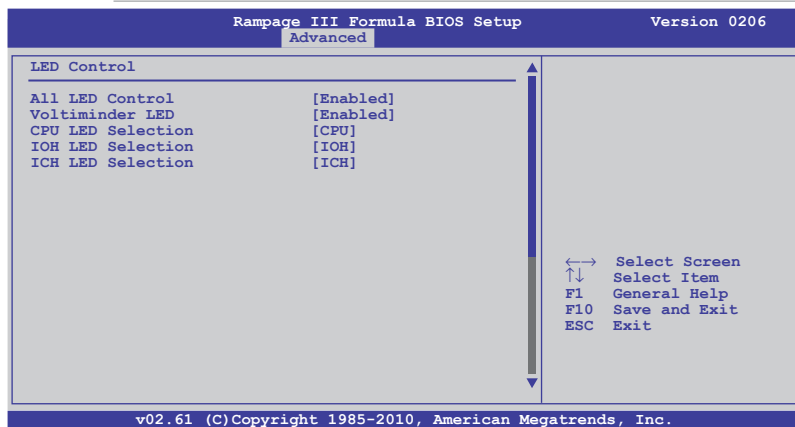 Rampage III Formula BIOS Setup Version 0206
Advanced
LED Control
All LED Control [Enabled]
Voltiminder LED [Enabled]
CPU LED Selection [CPU]
IOH LED Selection [IOH]
ICH LED Selection [ICH]
←→ Select Screen
↑↓ Select Item
F1 General Help
F10 Save and Exit
ESC Exit
v02.61 (C)Copyright 1985-2010, American Megatrends, Inc.